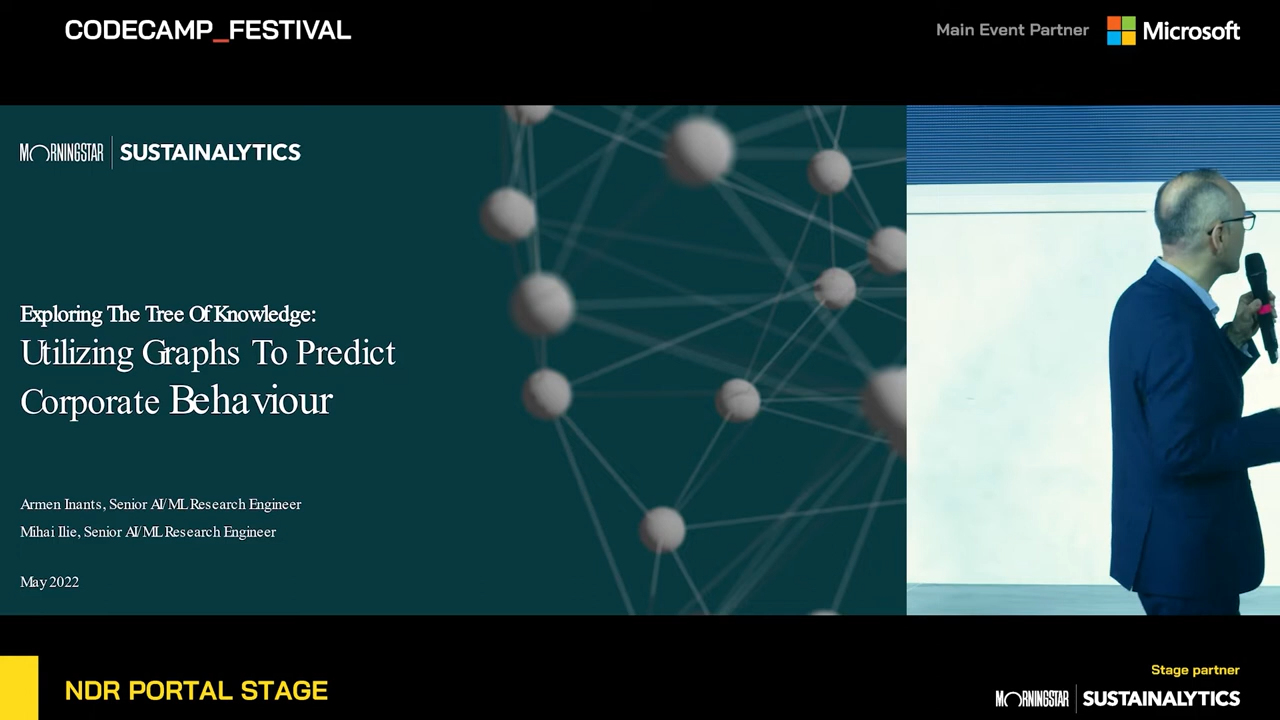 CODECAMP_FESTIVAL
Main Event Partner Microsoft
MORNINGSTAR | SUSTAINALYTICS
Exploring The Tree Of Knowledge:
Utilizing Graphs To Predict
Corporate Behaviour
Armen Inants, Senior AI/ML Research Engineer
Mihai Ilie, Senior AI/ML Research Engineer
May 2022
NDR PORTAL STAGE
Stage partner
MORNINGSTAR | SUSTAINALYTICS